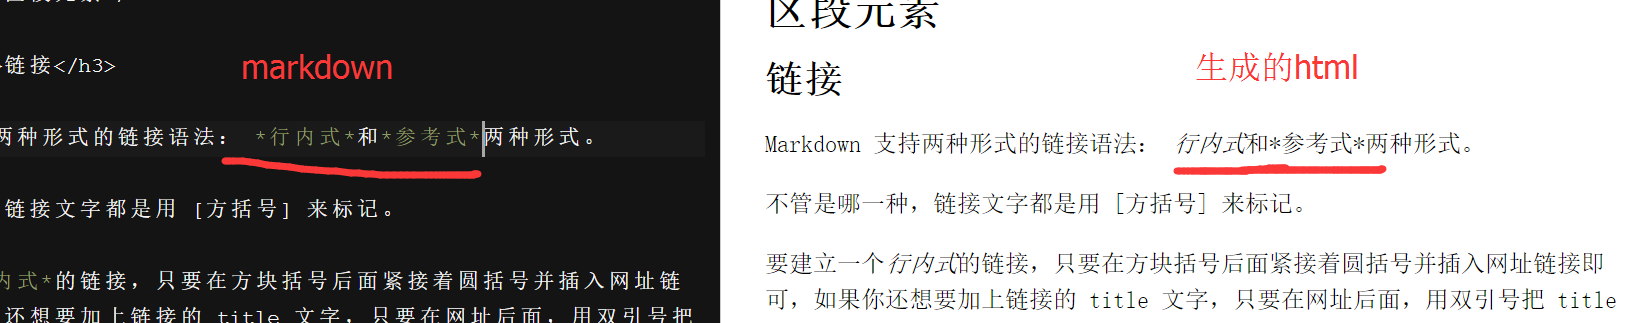 链接</h3>
markdown
两种形式的链接语法： *行内式*和*参考式*两种形式。
链接文字都是用 [方括号] 来标记。
内式*的链接，只要在方块括号后面紧接着圆括号并插入网址链
还想要加上链接的 title 文字，只要在网址后面，用双引号把
区段元素
链接
生成的html
Markdown 支持两种形式的链接语法： 行内式和*参考式*两种形式。
不管是哪一种，链接文字都是用 [方括号] 来标记。
要建立一个行内式的链接，只要在方块括号后面紧接着圆括号并插入网址链接即
可，如果你还想要加上链接的 title 文字，只要在网址后面，用双引号把 title